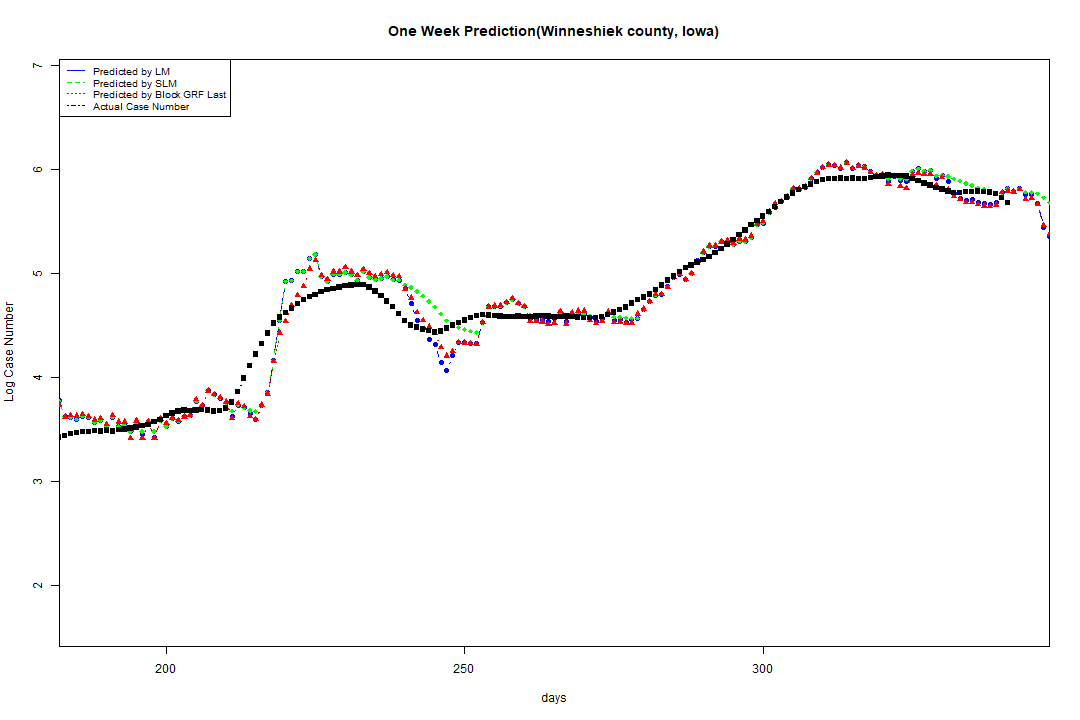 One Week Prediction(Winneshiek county, Iowa)
Predicted by LM
Predicted by SLM
Predicted by Block GRF Last
Actual Case Number
7
6
5
4
3
2
Log Case Number
200
250
300
days